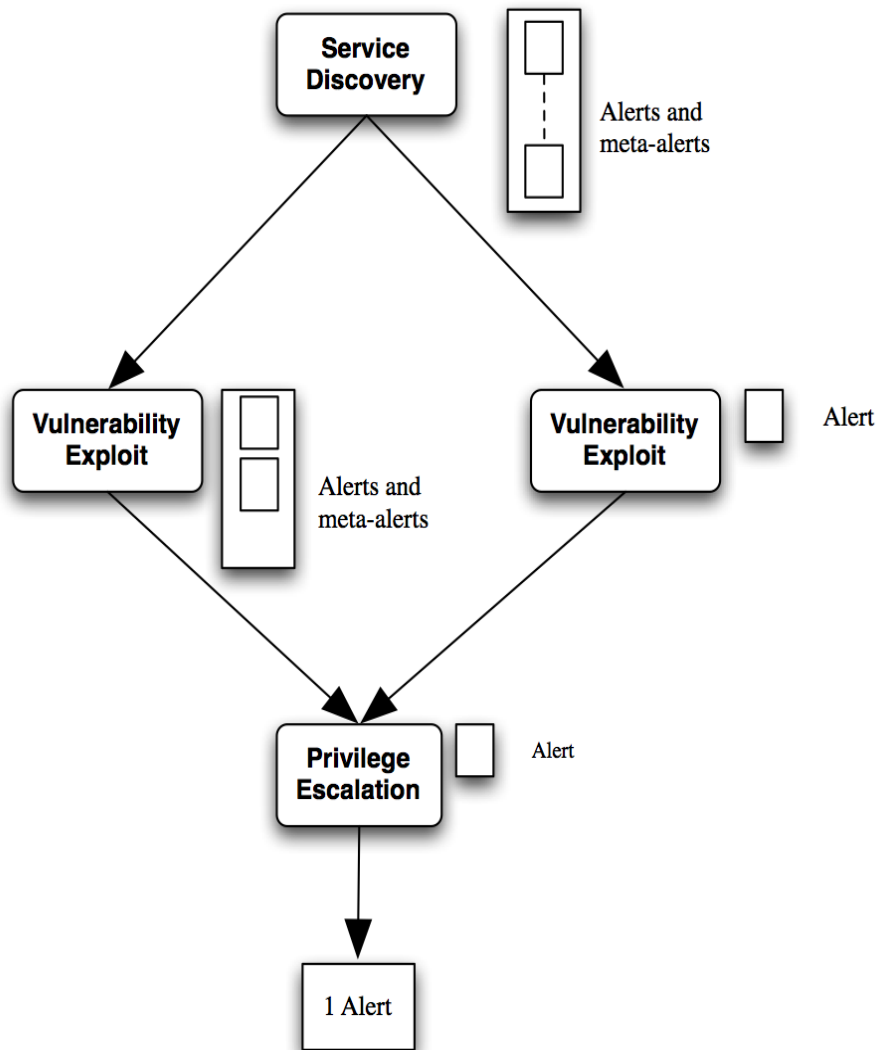 Service
Discovery
Alerts and
meta-alerts
Vulnerability
Exploit
Alerts and
meta-alerts
Vulnerability
Exploit
Alert
Privilege
Escalation
Alert
1 Alert